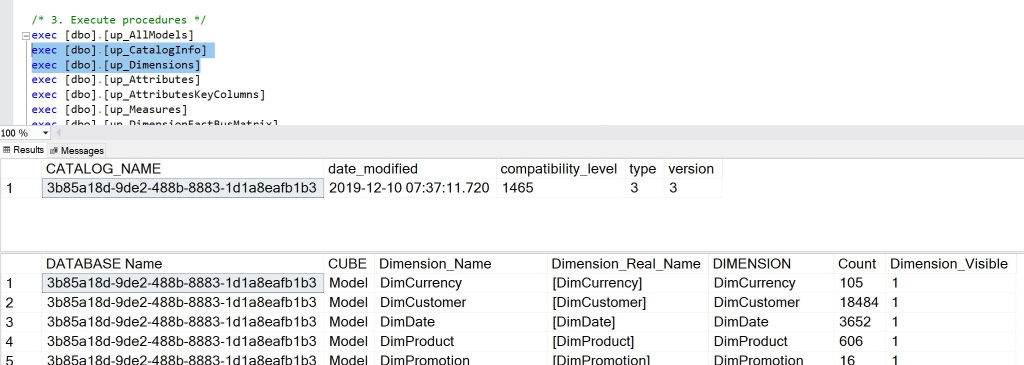 /* 3. Execute procedures */
exec [dbo].[up_AllModels]
exec [dbo].[up_CatalogInfo]
exec [dbo].[up_Dimensions]
exec [dbo].[up_Attributes]
exec [dbo].[up_AttributesKeyColumns]
exec [dbo].[up_Measures]
exec [dbo].[up_DimensionFactBusMatrix]
100 %
Results Messages
CATALOG_NAME date_modified compatibility_level type version
1 3b85a18d-9de2-488b-8883-1d1a8eafb1b3 2019-12-10 07:37:11.720 1465 3 3
DATABASE Name CUBE Dimension_Name Dimension_Real_Name DIMENSION Count Dimension_Visible
1 3b85a18d-9de2-488b-8883-1d1a8eafb1b3 Model DimCurrency [DimCurrency] DimCurrency 105 1
2 3b85a18d-9de2-488b-8883-1d1a8eafb1b3 Model DimCustomer [DimCustomer] DimCustomer 18484 1
3 3b85a18d-9de2-488b-8883-1d1a8eafb1b3 Model DimDate [DimDate] DimDate 3652 1
4 3b85a18d-9de2-488b-8883-1d1a8eafb1b3 Model DimProduct [DimProduct] DimProduct 606 1
5 3b85a18d-9de2-488b-8883-1d1a8eafb1b3 Model DimPromotion [DimPromotion] DimPromotion 16 1